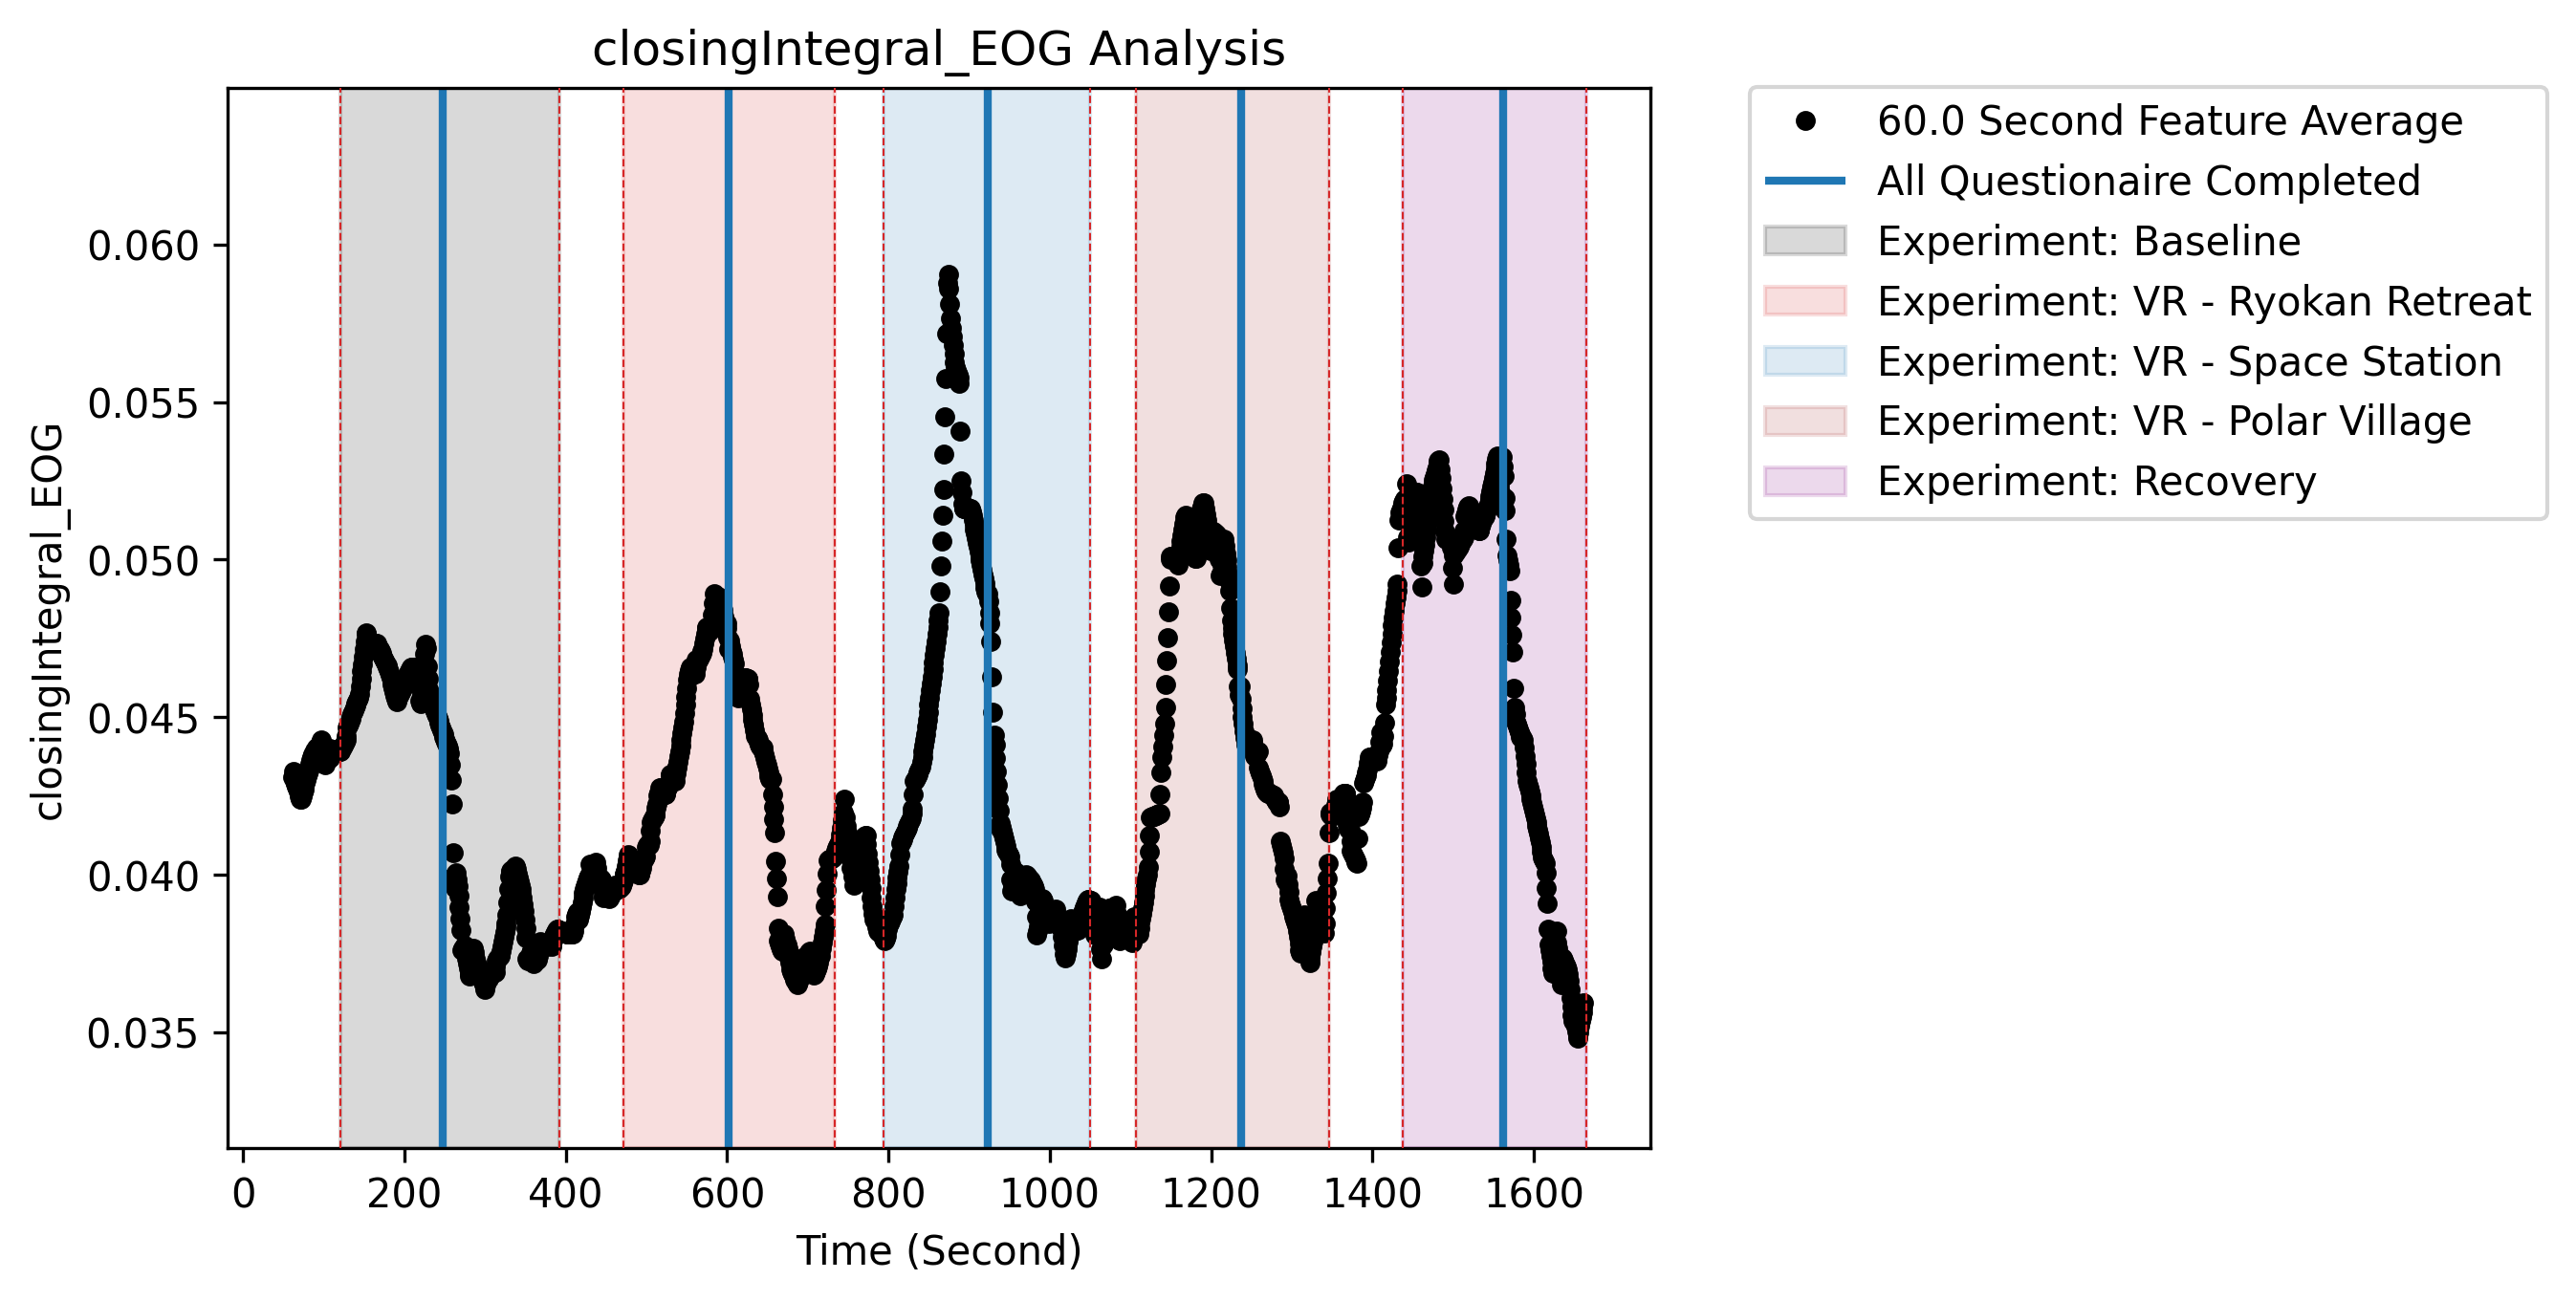 closingIntegral_EOG Analysis
closingIntegral_EOG
0.060
0.055
0.050
0.045
0.040
0.035
0 200 400 600 800 1000 1200 1400 1600
Time (Second)
60.0 Second Feature Average
All Questionaire Completed
Experiment: Baseline
Experiment: VR - Ryokan Retreat
Experiment: VR - Space Station
Experiment: VR - Polar Village
Experiment: Recovery